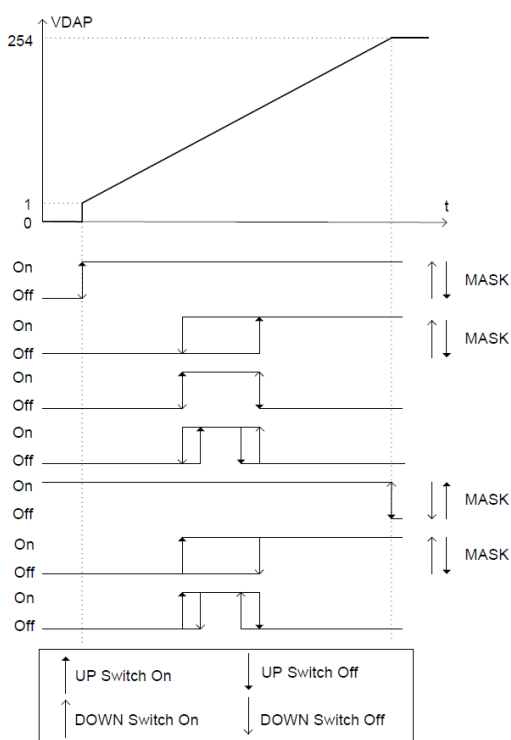 VDAP
254
1
0
t
On
Off
MASK
On
Off
MASK
On
Off
On
Off
On
Off
MASK
On
Off
MASK
On
Off
UP Switch On
UP Switch Off
DOWN Switch On
DOWN Switch Off